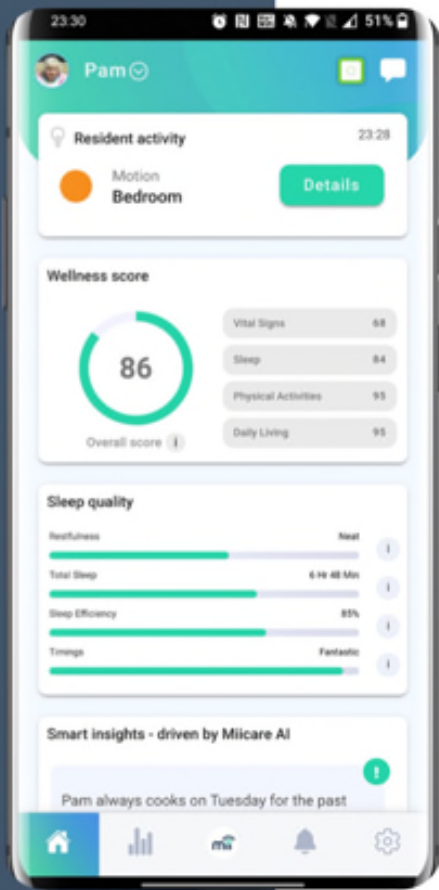 23:30
51%
Pam
Resident activity
23:28
Motion
Bedroom
Details
Wellness score
86
Overall score i
Vital Signs 68
Sleep 84
Physical Activities 95
Daily Living 95
Sleep quality
Restfulness Neat
i
Total Sleep 6 Hr 48 Min
i
Sleep Efficiency 85%
i
Timings Fantastic
i
Smart insights - driven by Miicare AI
!
Pam always cooks on Tuesday for the past
mii